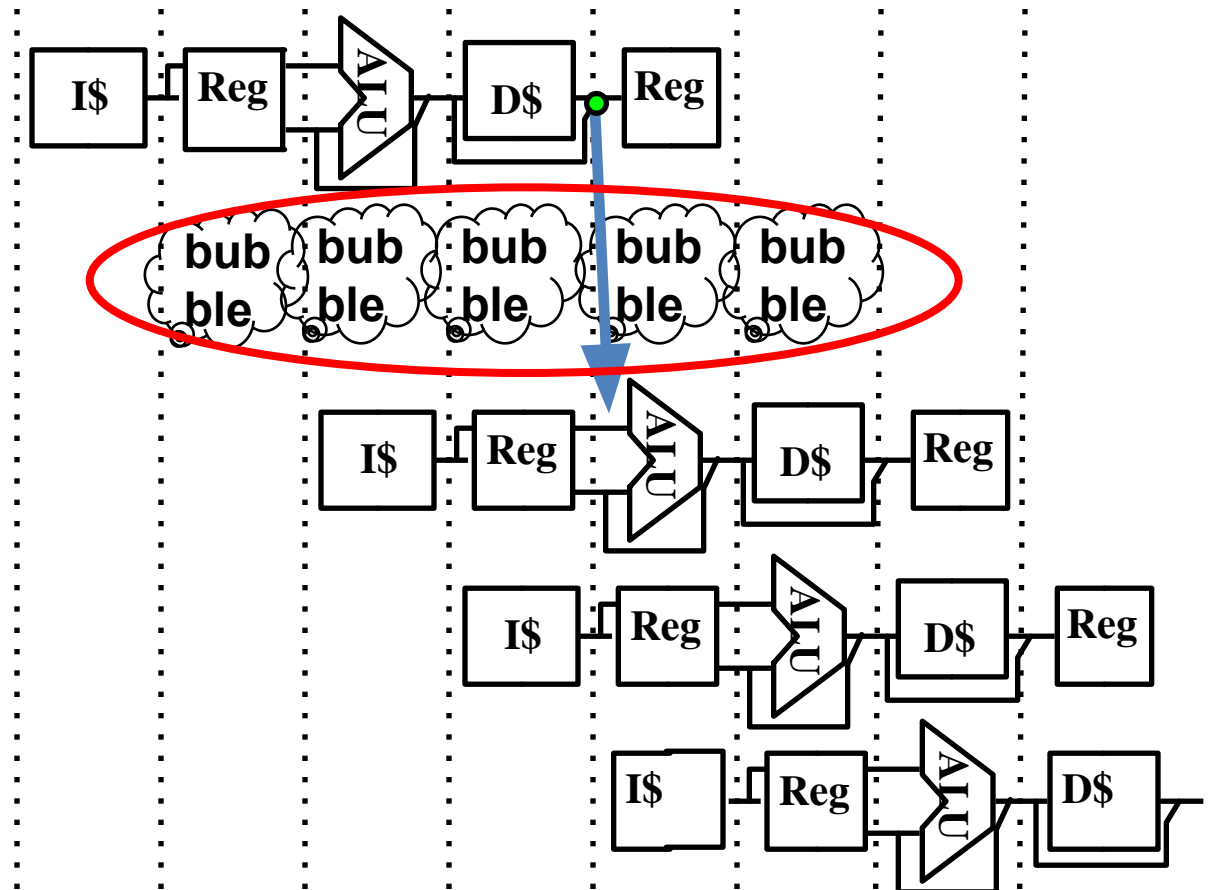 I$ Reg ALU D$ Reg
bub bub bub bub bub
ble ble ble ble ble
I$ Reg ALU D$ Reg
I$ Reg ALU D$ Reg
I$ Reg ALU D$